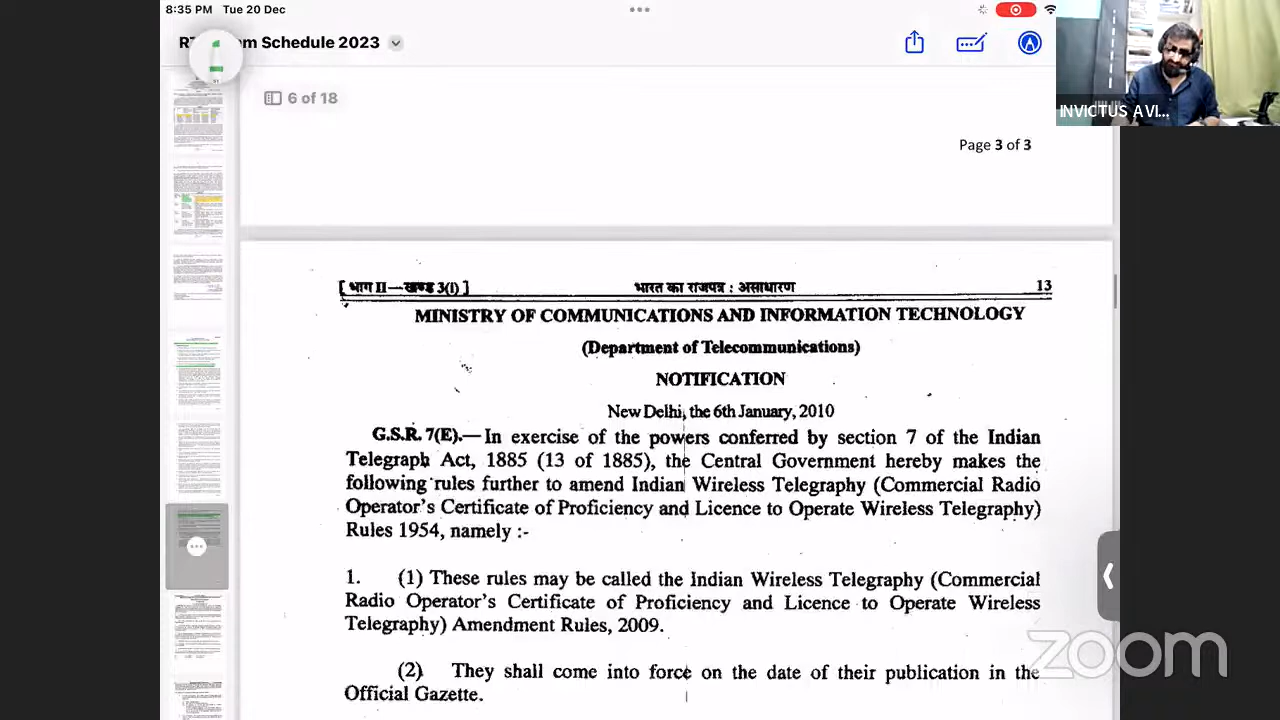 8:35 PM Tue 20 Dec
m Schedule 2023
INVICTUS AVI...
6 of 18
Page 3 of 3
[ भाग II—खण्ड 3(i) ] भारत का राजपत्र : असाधारण 13
MINISTRY OF COMMUNICATIONS AND INFORMATION TECHNOLOGY
(Department of Telecommunications)
NOTIFICATION
New Delhi, the 6th January, 2010
G.S.R. 7(E).— In exercise of the powers conferred by section of the Indian
Telegraph Act, 1885 (13 of 1885), the Central Government hereby makes the
following rules further to amend Indian Wireless Telegraphy (Commercial Radio
Operator's Certificate of Proficiency and Licence to Operate Wireless Telegraphy)
Rules 1954, namely :-
1. (1) These rules may be called the Indian Wireless Telegraphy (Commercial
Radio Operator's Certificate of Proficiency and Licence to Operate Wireless
Telegraphy) Amendment Rules, 2009.
(2) They shall come into force on the date of their publication in the
Official Gazette.
zoom